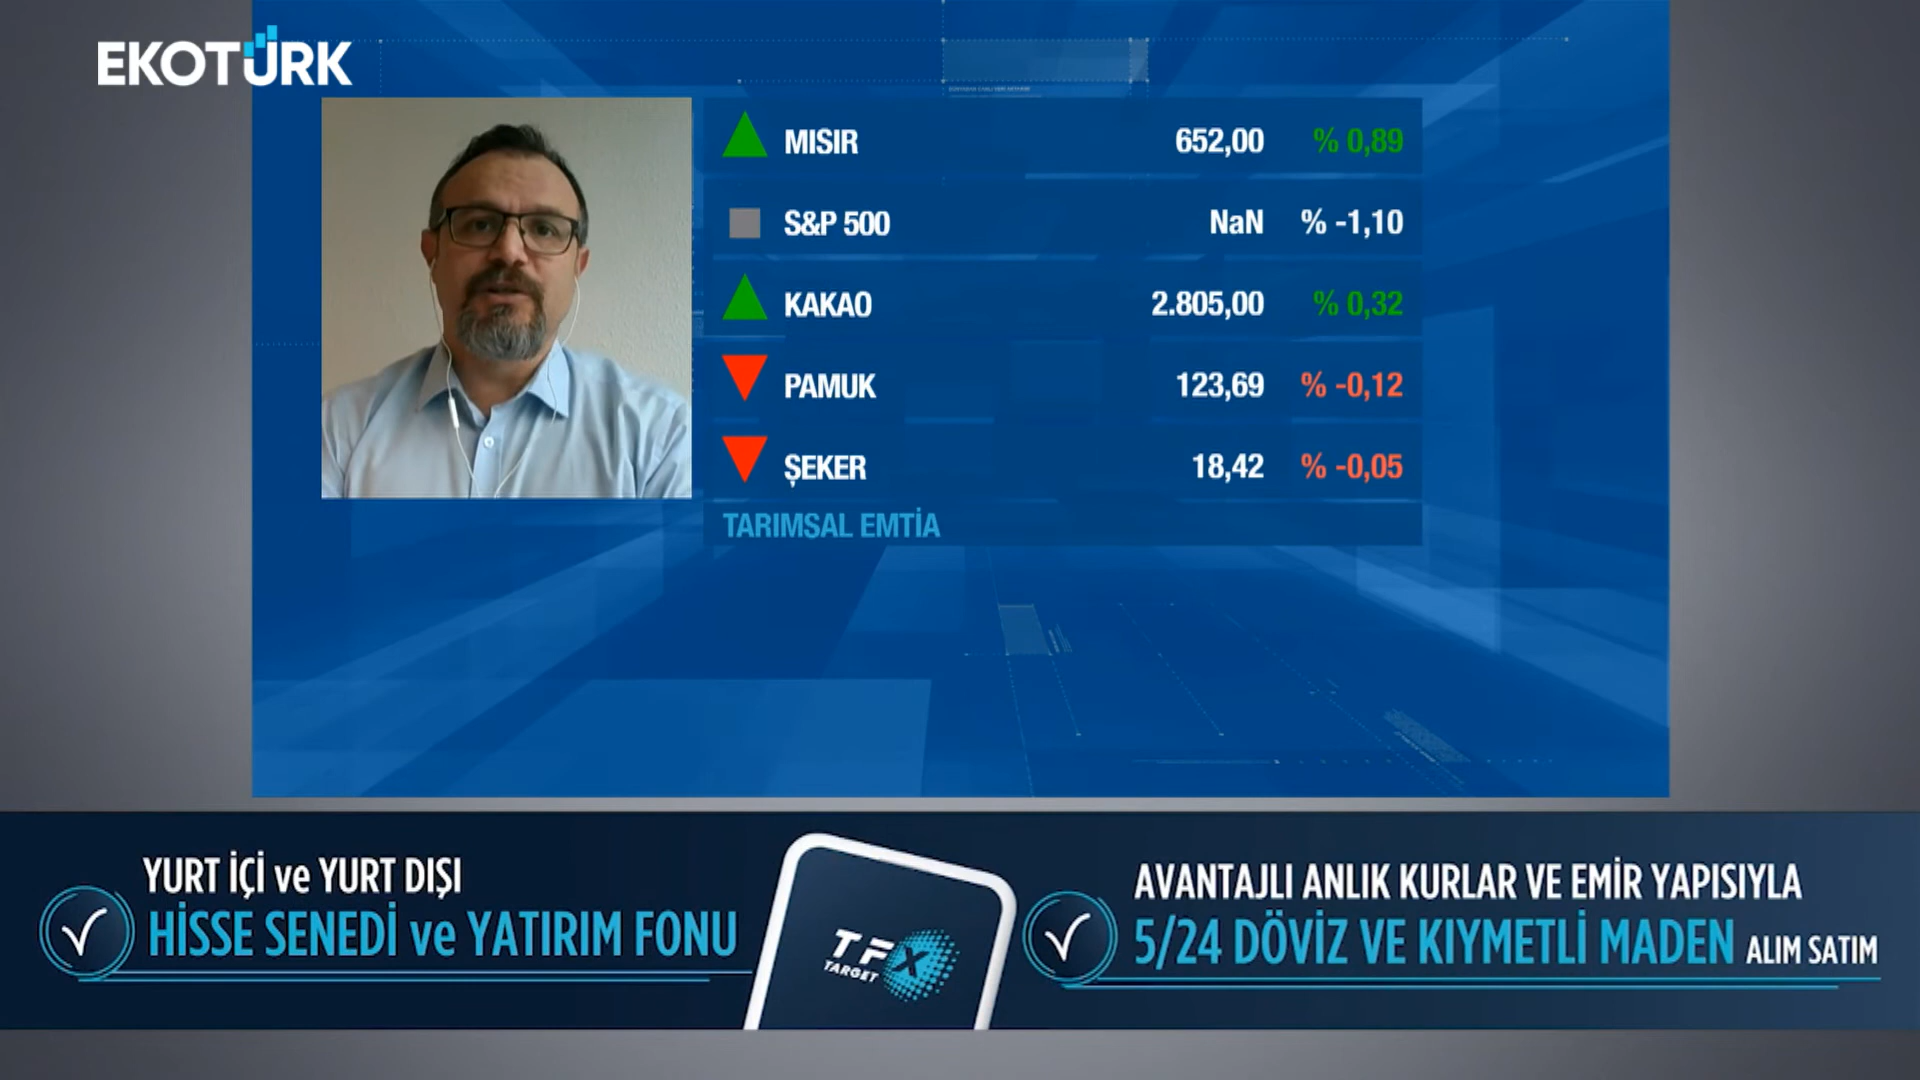 EKOTÜRK
MISIR 652,00 % 0,89
S&P 500 NaN % -1,10
KAKAO 2.805,00 % 0,32
PAMUK 123,69 % -0,12
ŞEKER 18,42 % -0,05
TARIMSAL EMTİA
YURT İÇİ ve YURT DIŞI
HİSSE SENEDİ ve YATIRIM FONU
TFX
TARGET
AVANTAJLI ANLIK KURLAR VE EMİR YAPISIYLA
5/24 DÖVİZ VE KIYMETLİ MADEN ALIM SATIM